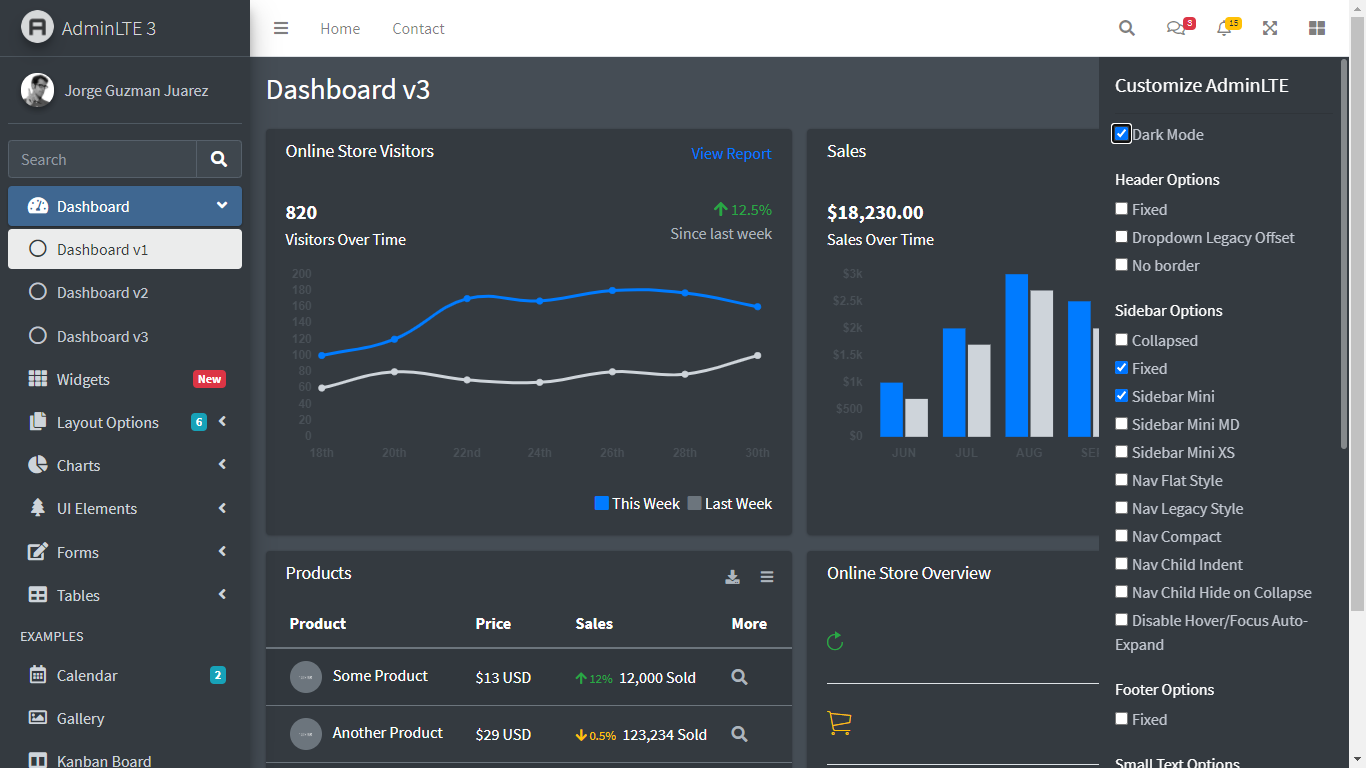 AdminLTE 3
Home
Contact
3
15
Jorge Guzman Juarez
Search
Dashboard
Dashboard v1
Dashboard v2
Dashboard v3
Widgets
New
Layout Options
6
Charts
UI Elements
Forms
Tables
EXAMPLES
Calendar
2
Gallery
Kanban Board
Dashboard v3
Online Store Visitors
View Report
820
12.5%
Visitors Over Time
Since last week
200
180
160
140
120
100
80
60
40
20
0
18th
20th
22nd
24th
26th
28th
30th
This Week
Last Week
Sales
$18,230.00
Sales Over Time
$3k
$2.5k
$2k
$1.5k
$1k
$500
$0
JUN
JUL
AUG
Products
Product Price Sales More
Some Product $13 USD 12% 12,000 Sold
Another Product $29 USD 0.5% 123,234 Sold
Online Store Overview
Customize AdminLTE
Dark Mode
Header Options
Fixed
Dropdown Legacy Offset
No border
Sidebar Options
Collapsed
Fixed
Sidebar Mini
Sidebar Mini MD
Sidebar Mini XS
Nav Flat Style
Nav Legacy Style
Nav Compact
Nav Child Indent
Nav Child Hide on Collapse
Disable Hover/Focus Auto-
Expand
Footer Options
Fixed
Small Text Options